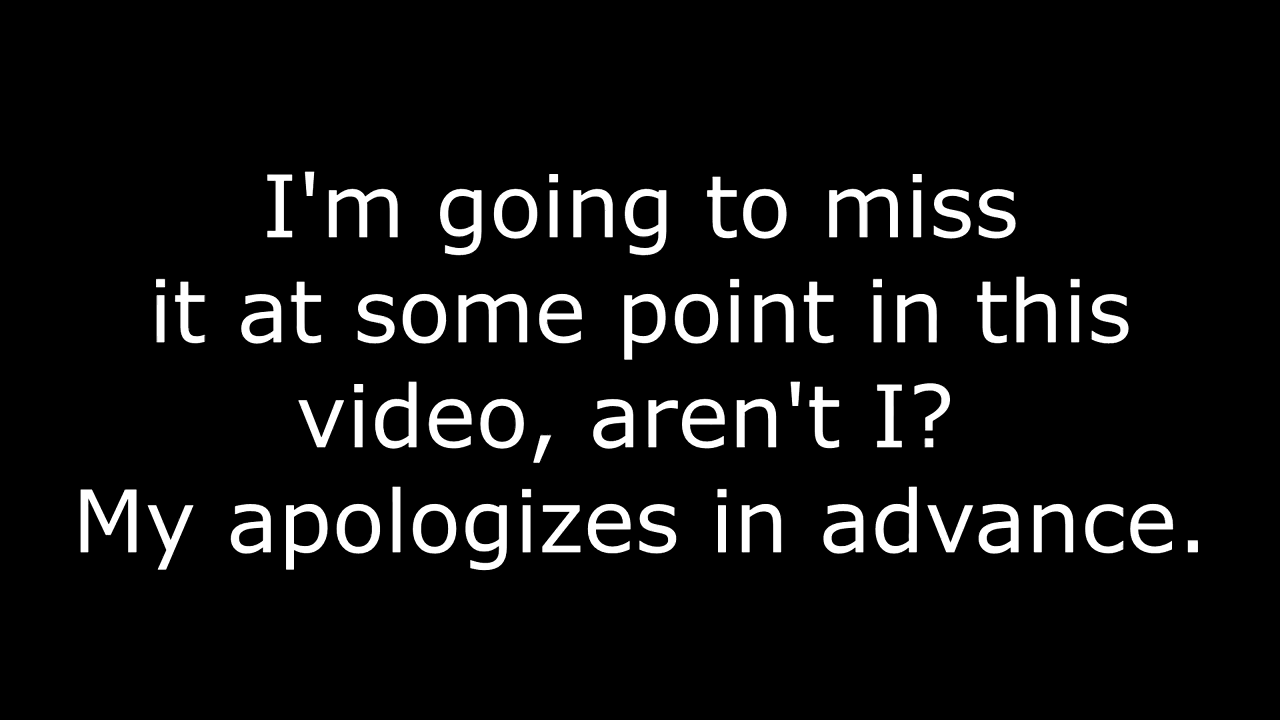 I'm going to miss
it at some point in this
video, aren't I?
My apologizes in advance.